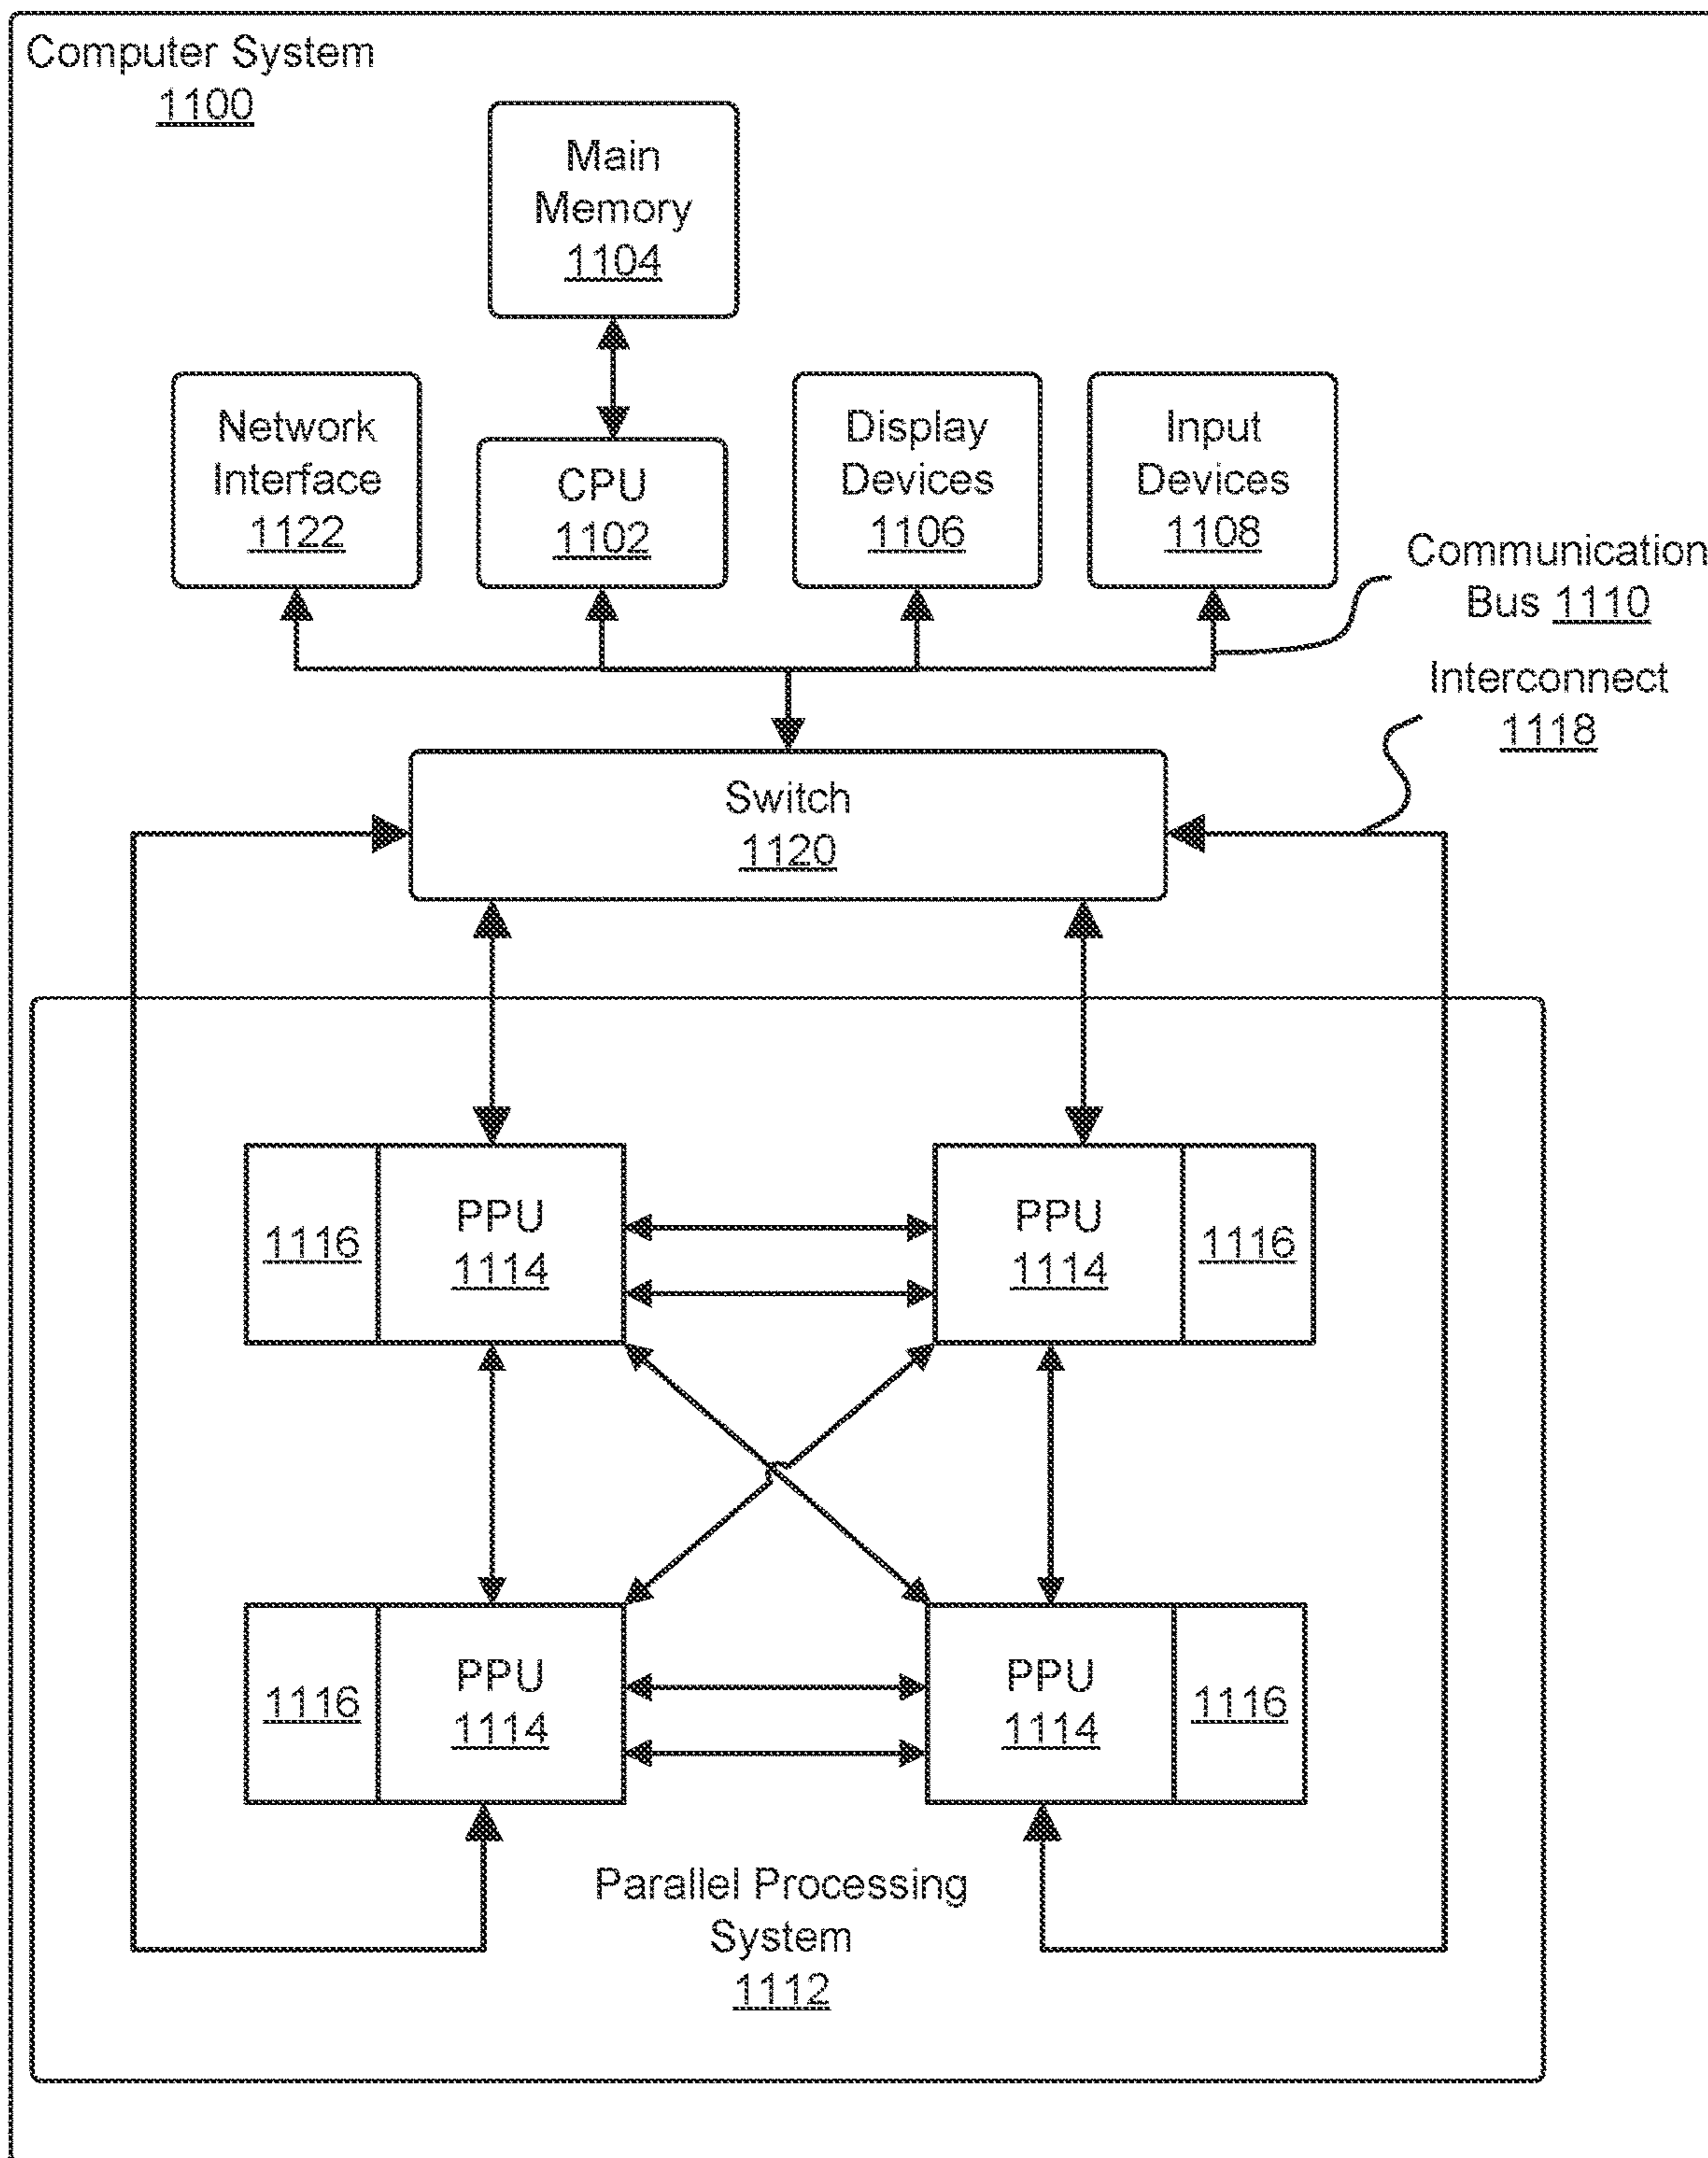 Computer System
1100
Main
Memory
1104
Network
Interface
1122
CPU
1102
Display
Devices
1106
Input
Devices
1108
Communication
Bus 1110
Interconnect
1118
Switch
1120
1116
PPU
1114
PPU
1114
1116
1116
PPU
1114
PPU
1114
1116
Parallel Processing
System
1112